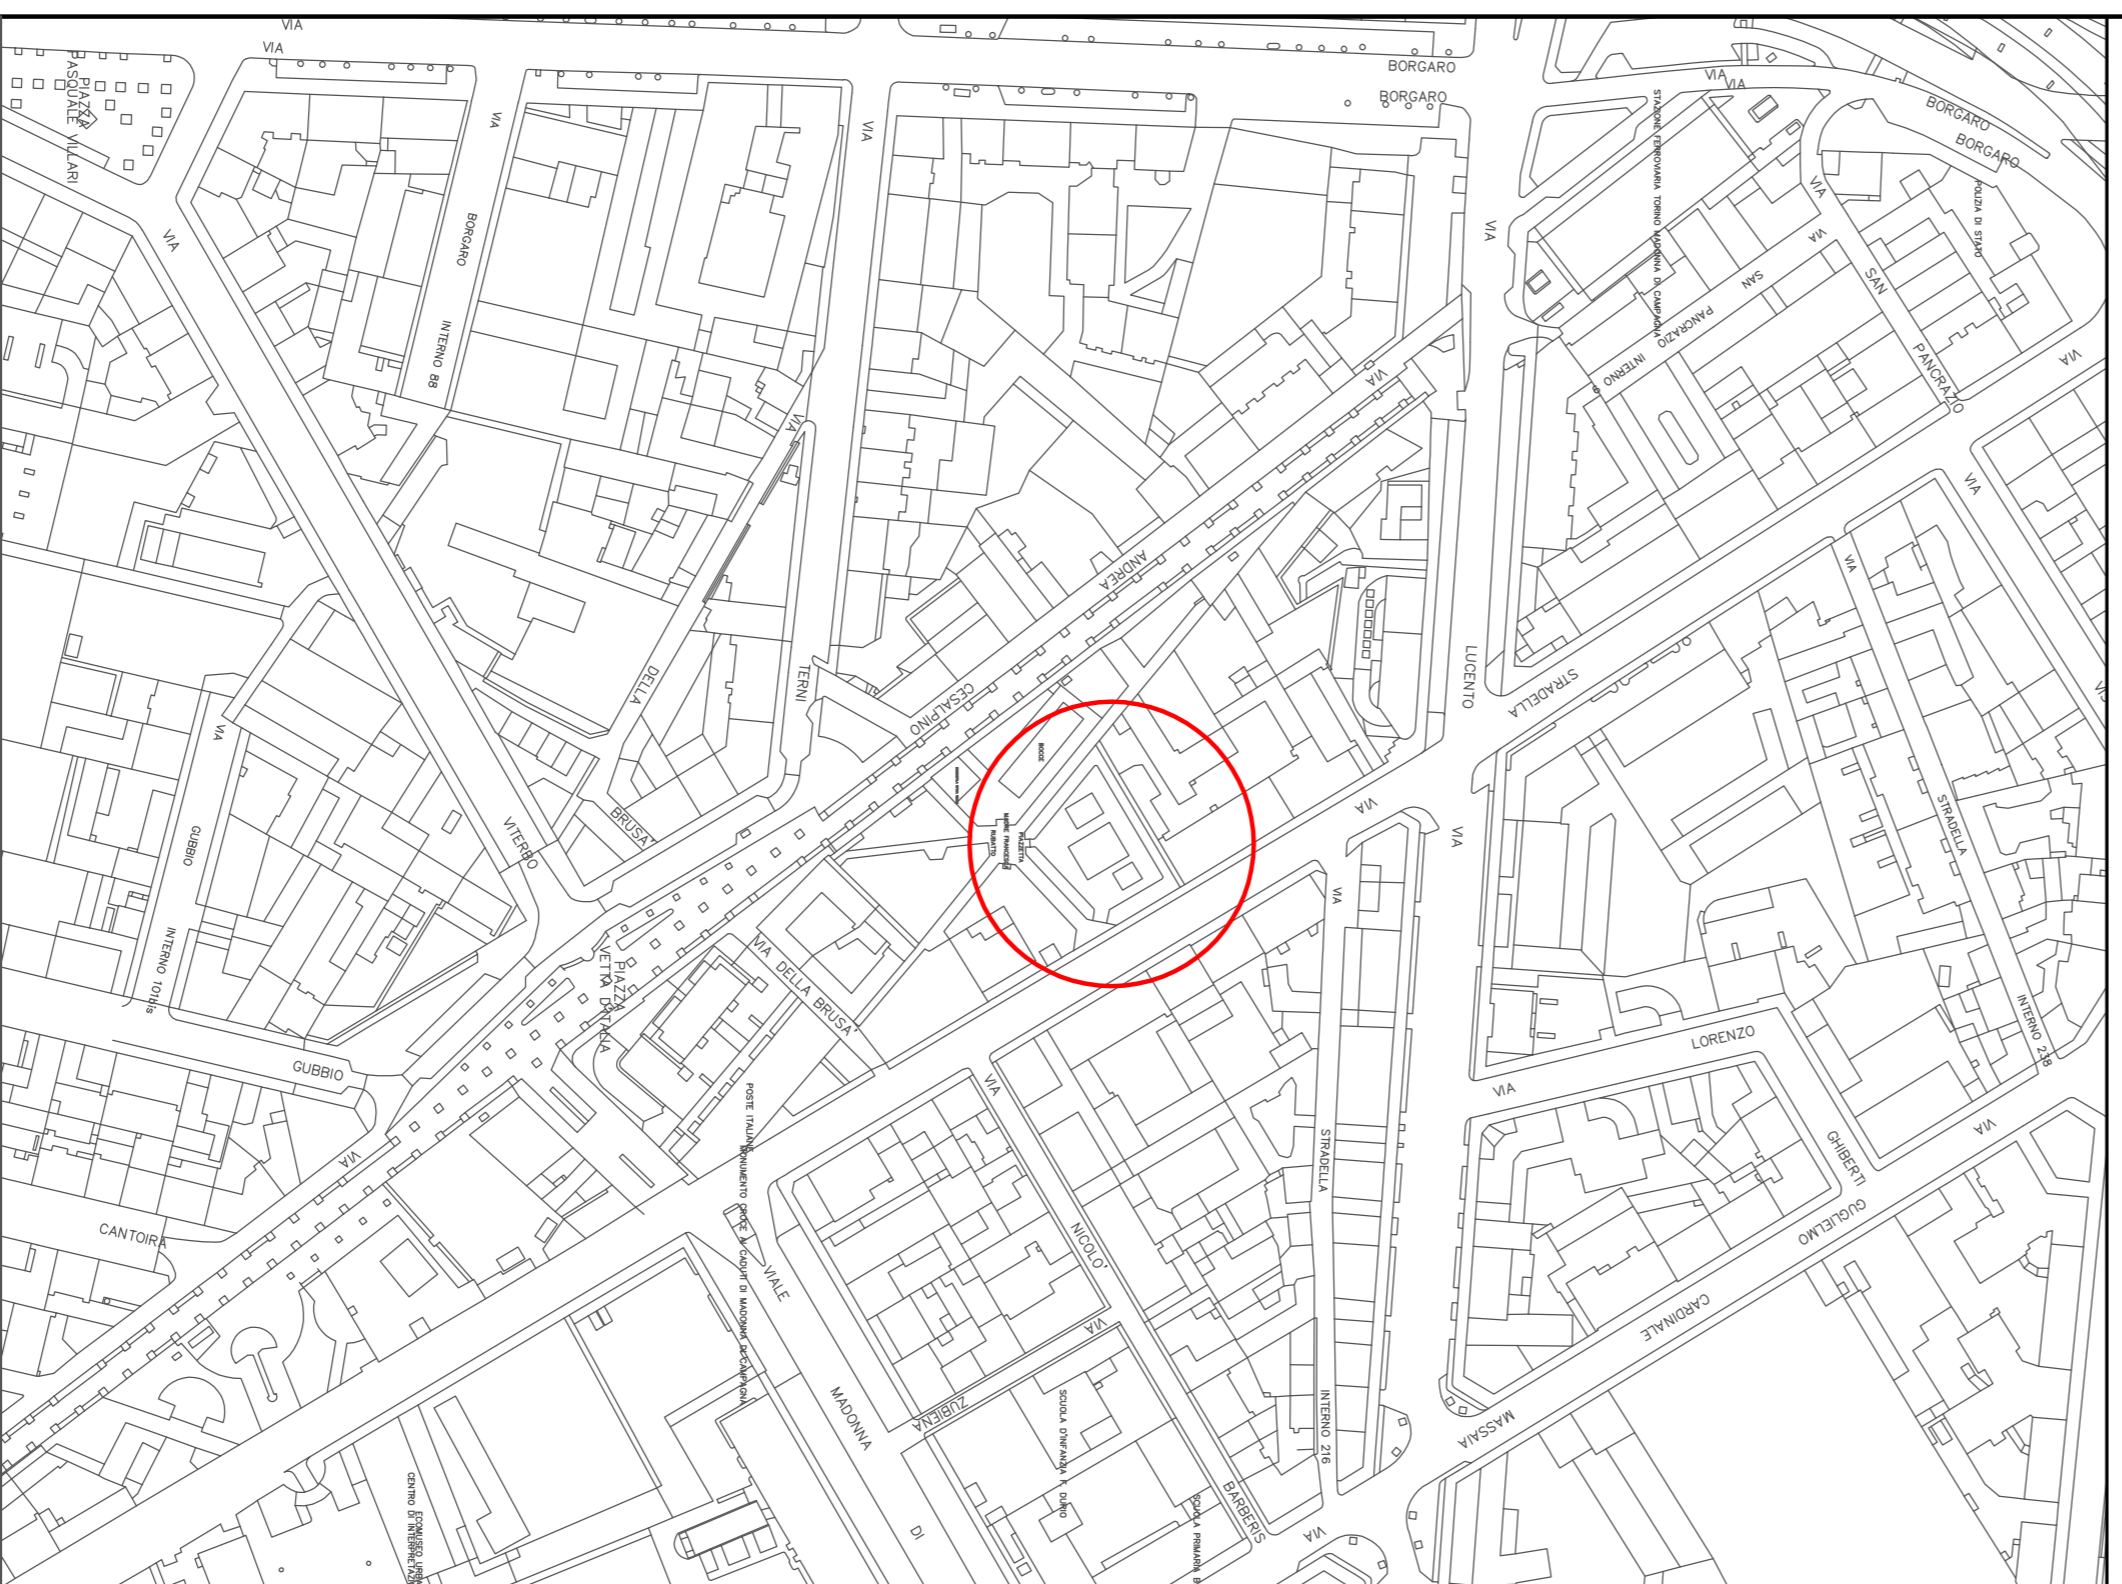 VIA
VIA
BORGARO
BORGARO
VIA
VIA
BORGARO
BORGARO
PIAZZA
PASQUALE VILLARI
VIA
VIA
STAZIONE FERROVIARIA TORINO MADONNA DI CAMPAGNA
POLIZIA DI STATO
VIA
VIA
VIA
BORGARO
INTERNO 88
VIA
SAN
PANCRAZIO
INTERNO
9
SAN
PANCRAZIO
VIA
VIA
VIA
VIA
VIA
ANDREA
CESALPINO
LUCENTO
STRADELLA
DELLA
TERNI
VIA
GUBBIO
INTERNO 101bis
VITERBO
BRUSA'
BOCCE
PIAZZETTA
MADRE FRANCESCA
RUBATTO
VIA
VIA
VIA
STRADELLA
INTERNO 238
PIAZZA
VETTA D'ITALIA
VIA DELLA BRUSA'
GUBBIO
VIA
LORENZO
VIA
GHIBERTI
VIA
VIA
POSTE ITALIANE
MONUMENTO CROCE AI CADUTI DI MADONNA DI CAMPAGNA
STRADELLA
INTERNO 216
CANTOIRA
VIALE
MADONNA
DI
NICOLO'
BARBERIS
VIA
ZUBIENA
GUGLIELMO
CARDINALE
MASSAIA
VIA
SCUOLA D'INFANZIA F. DURIO
SCUOLA PRIMARIA
CENTRO DI